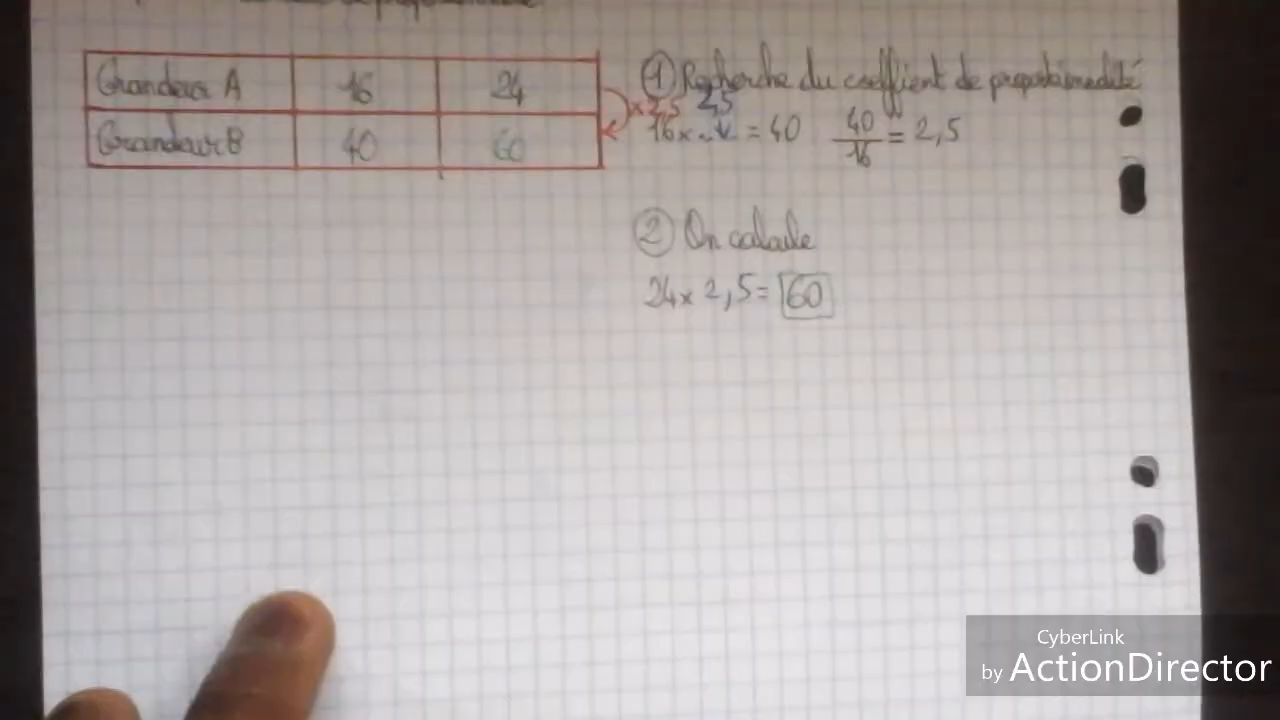 Grandeur A 16 24
Grandeur B 40 60
×2,5
① Recherche du coeffient de proportionnalité
2,5
16 × ... = 40 40/16 = 2,5
② On calcule
24 × 2,5 = 60
CyberLink
by ActionDirector